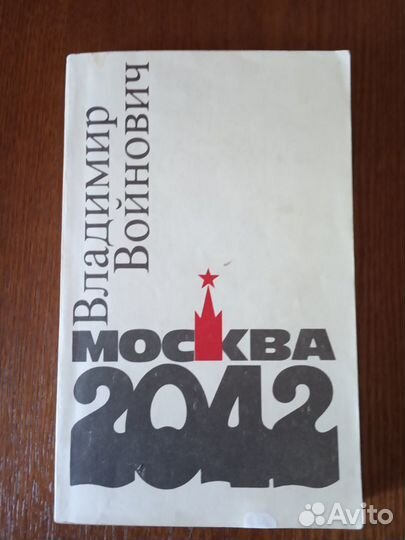 Владимир
Войнович
МОСКВА
2042
Avito